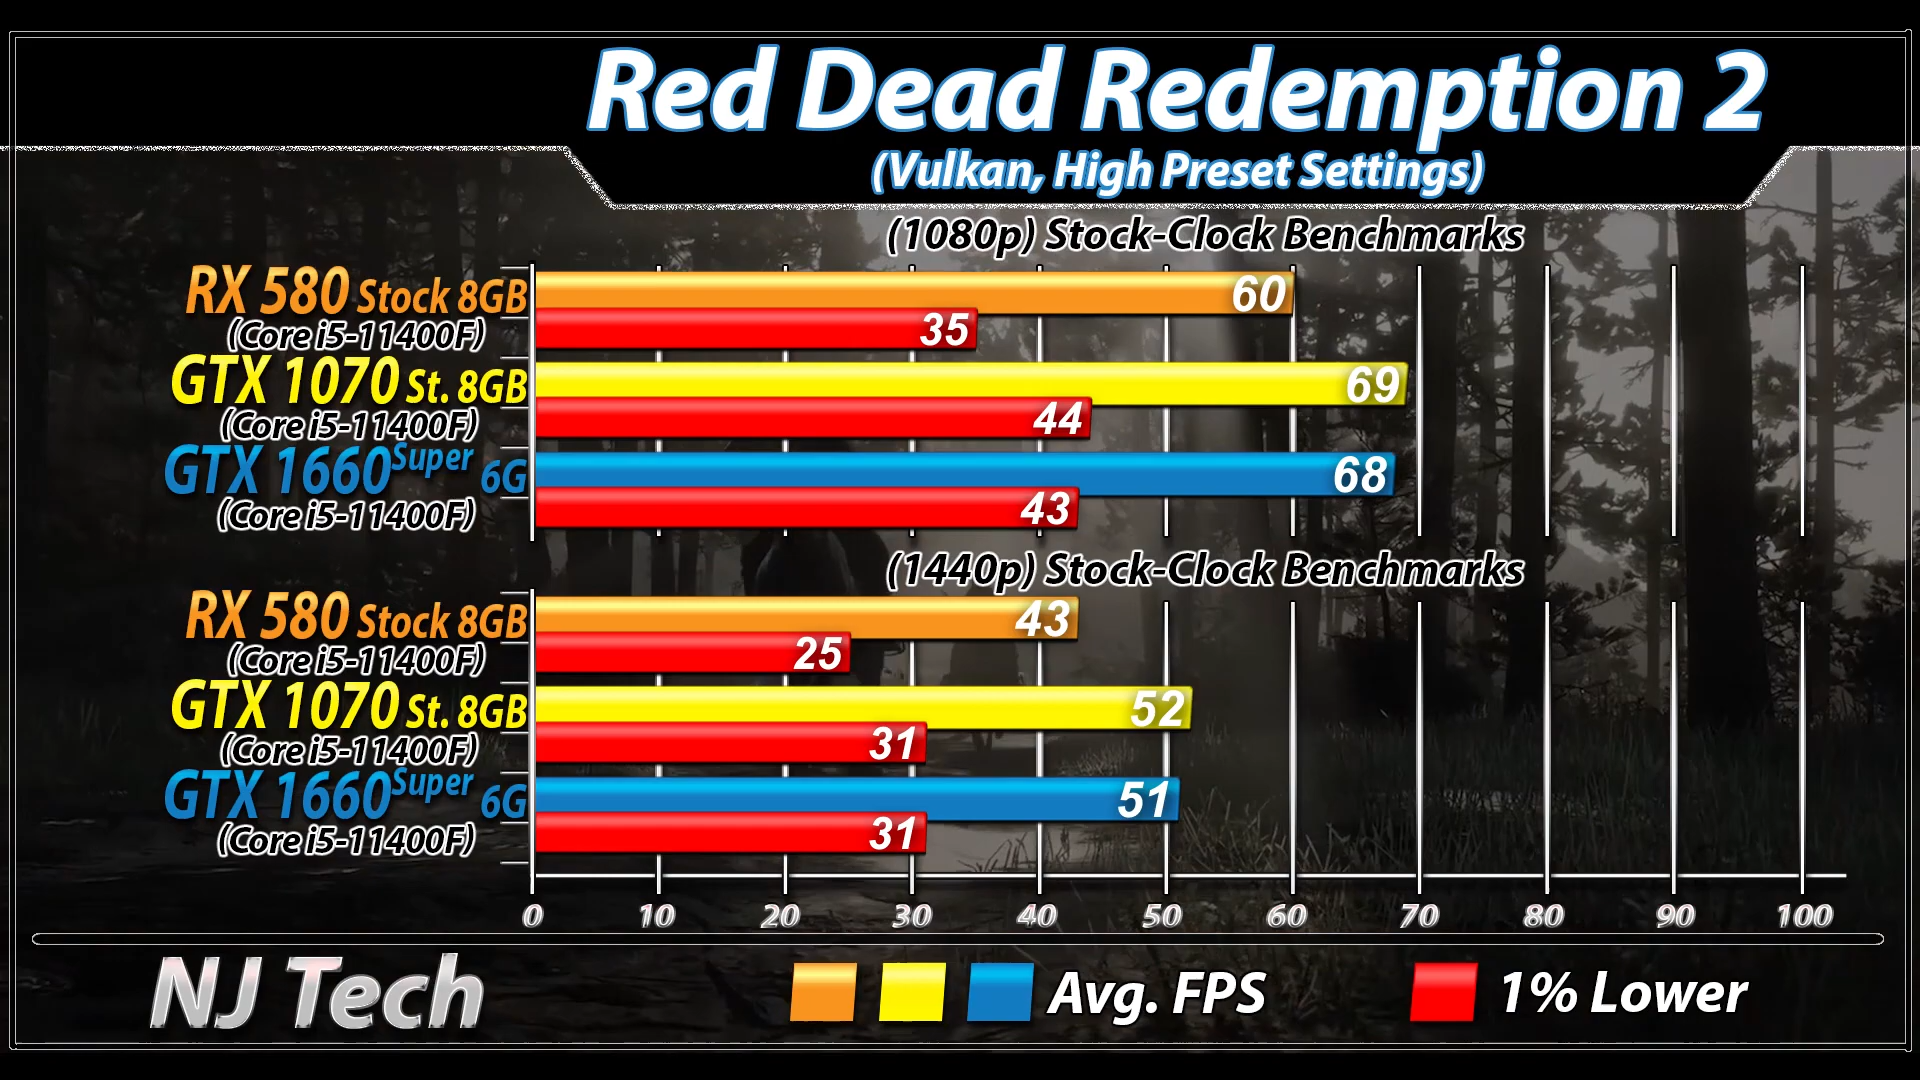 Red Dead Redemption 2
(Vulkan, High Preset Settings)
(1080p) Stock-Clock Benchmarks
RX 580 Stock 8GB
60
(Core i5-11400F)
35
GTX 1070 St. 8GB
69
(Core i5-11400F)
44
GTX 1660 Super 6G
68
(Core i5-11400F)
43
(1440p) Stock-Clock Benchmarks
RX 580 Stock 8GB
43
(Core i5-11400F)
25
GTX 1070 St. 8GB
52
(Core i5-11400F)
31
GTX 1660 Super 6G
51
(Core i5-11400F)
31
0 10 20 30 40 50 60 70 80 90 100
NJ Tech
Avg. FPS
1% Lower